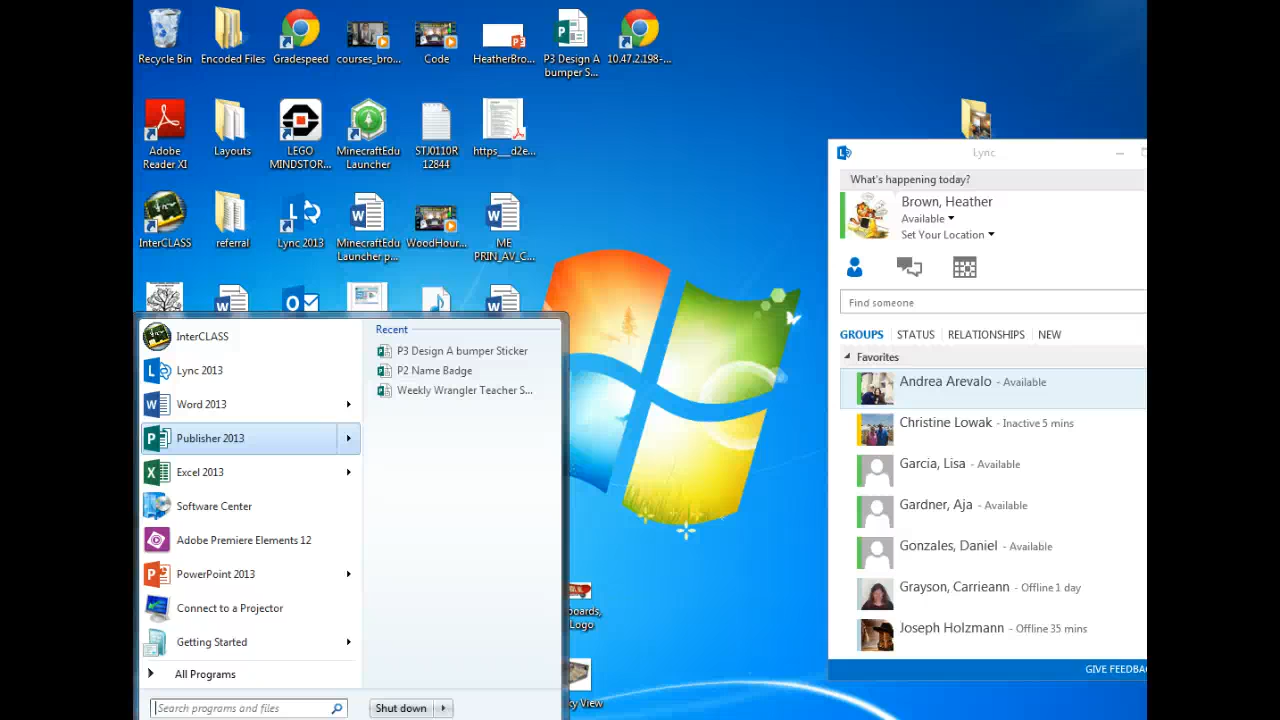 Recycle Bin
Encoded Files
Gradespeed
courses_bro...
Code
HeatherBro...
P3 Design A
bumper S...
10.47.2.198-...
Adobe
Reader XI
Layouts
LEGO
MINDSTOR...
MinecraftEdu
Launcher
STJ0110R
12844
https___d2e...
InterCLASS
referral
Lync 2013
MinecraftEdu
Launcher p...
WoodHour...
ME
PRIN_AV_C...
InterCLASS
Lync 2013
Word 2013
Publisher 2013
Excel 2013
Software Center
Adobe Premiere Elements 12
PowerPoint 2013
Connect to a Projector
Getting Started
All Programs
Search programs and files
Shut down
Recent
P3 Design A bumper Sticker
P2 Name Badge
Weekly Wrangler Teacher S...
boards,
Logo
ky View
Lync
What's happening today?
Brown, Heather
Available
Set Your Location
Find someone
GROUPS STATUS RELATIONSHIPS NEW
Favorites
Andrea Arevalo - Available
Christine Lowak - Inactive 5 mins
Garcia, Lisa - Available
Gardner, Aja - Available
Gonzales, Daniel - Available
Grayson, Carrieann - Offline 1 day
Joseph Holzmann - Offline 35 mins
GIVE FEEDBA